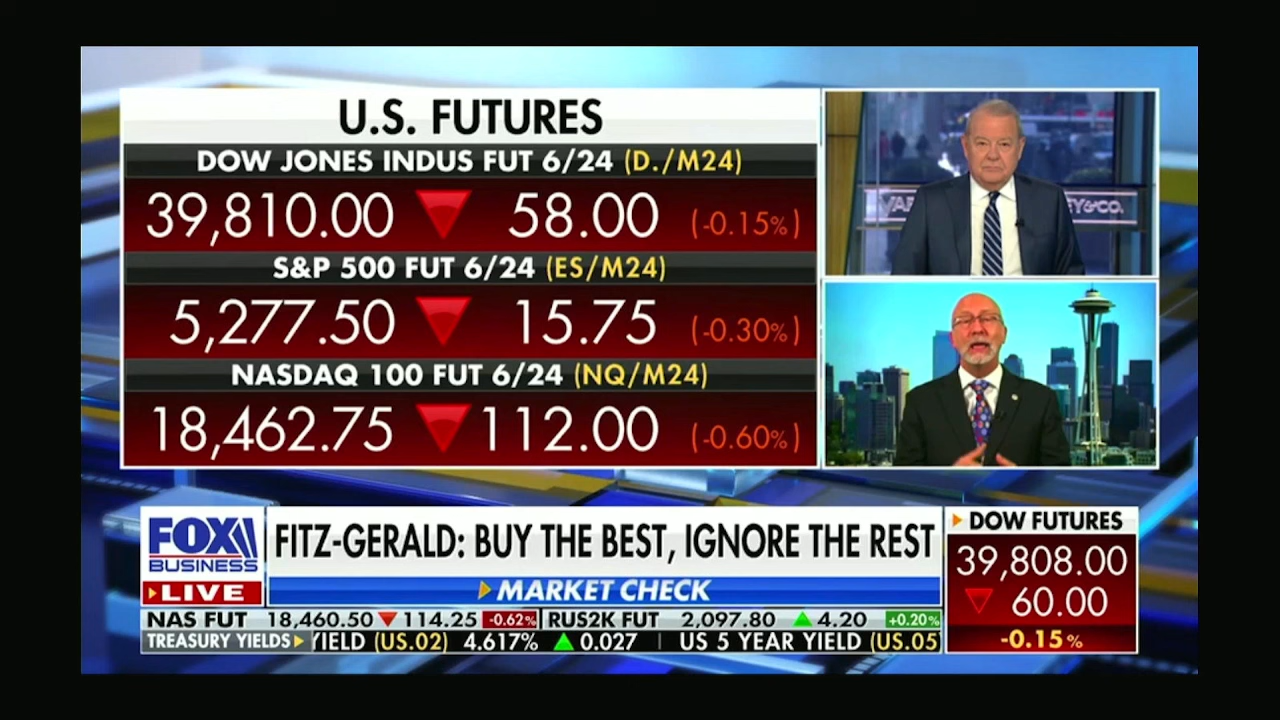 U.S. FUTURES
DOW JONES INDUS FUT 6/24 (D./M24)
39,810.00 58.00 (-0.15%)
S&P 500 FUT 6/24 (ES/M24)
5,277.50 15.75 (-0.30%)
NASDAQ 100 FUT 6/24 (NQ/M24)
18,462.75 112.00 (-0.60%)
VAR EY&CO.
FOX
BUSINESS
LIVE
FITZ-GERALD: BUY THE BEST, IGNORE THE REST
MARKET CHECK
DOW FUTURES
39,808.00
60.00
-0.15%
NAS FUT 18,460.50 114.25 -0.62% RUS2K FUT 2,097.80 4.20 +0.20%
TREASURY YIELDS YIELD (US.02) 4.617% 0.027 US 5 YEAR YIELD (US.05